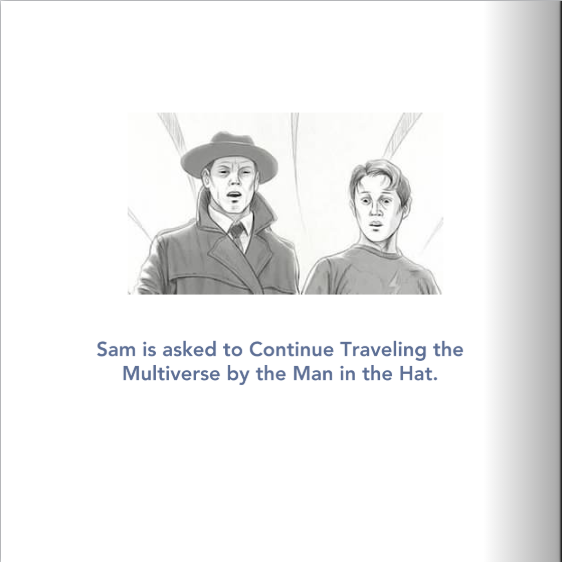 Sam is asked to Continue Traveling the
Multiverse by the Man in the Hat.